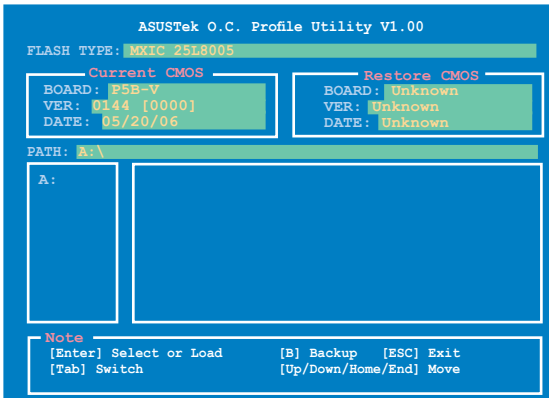 ASUSTek O.C. Profile Utility V1.00
FLASH TYPE: MXIC 25L8005
Current CMOS
BOARD: P5B-V
VER: 0144 [0000]
DATE: 05/20/06
Restore CMOS
BOARD: Unknown
VER: Unknown
DATE: Unknown
PATH: A:\
A:
Note
[Enter] Select or Load [B] Backup [ESC] Exit
[Tab] Switch [Up/Down/Home/End] Move